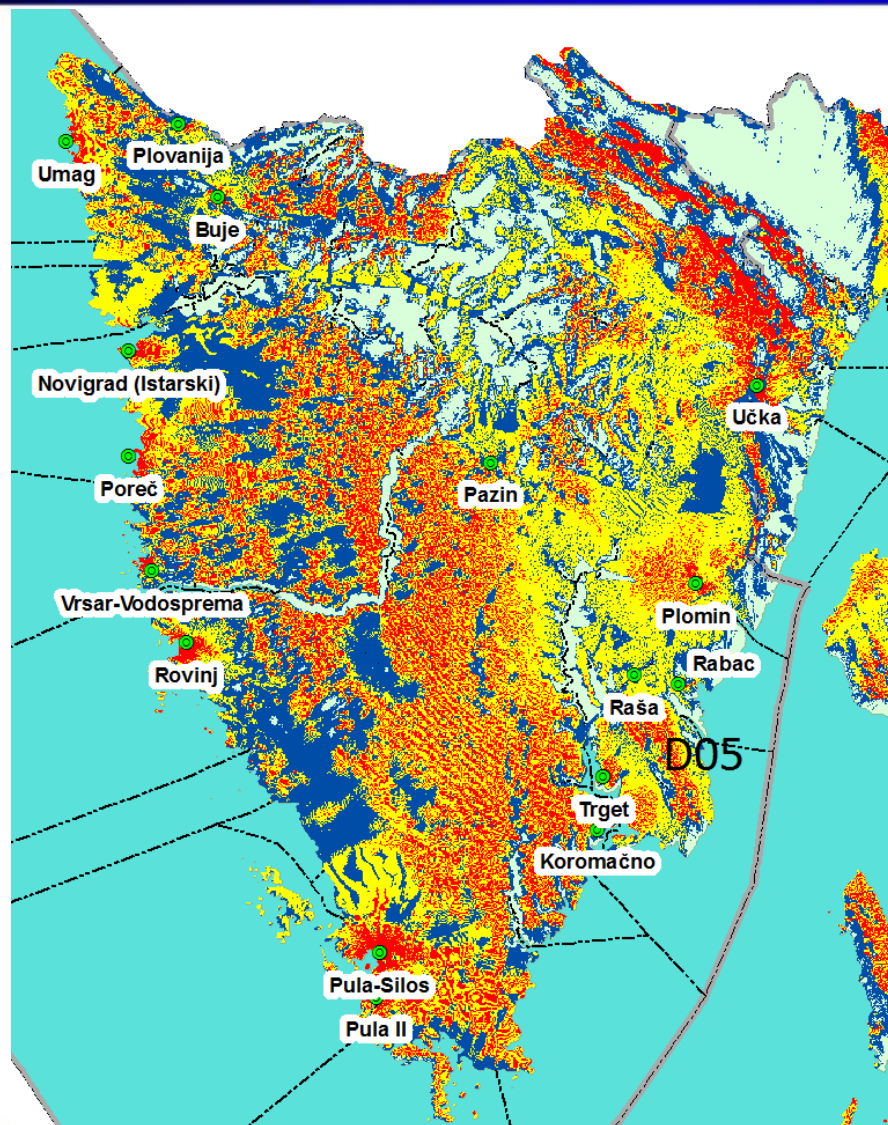 Plovanija
Umag
Buje
Novigrad (Istarski)
Učka
Poreč
Pazin
Vrsar-Vodosprema
Plomin
Rovinj
Rabac
Raša
D05
Trget
Koromačno
Pula-Silos
Pula II